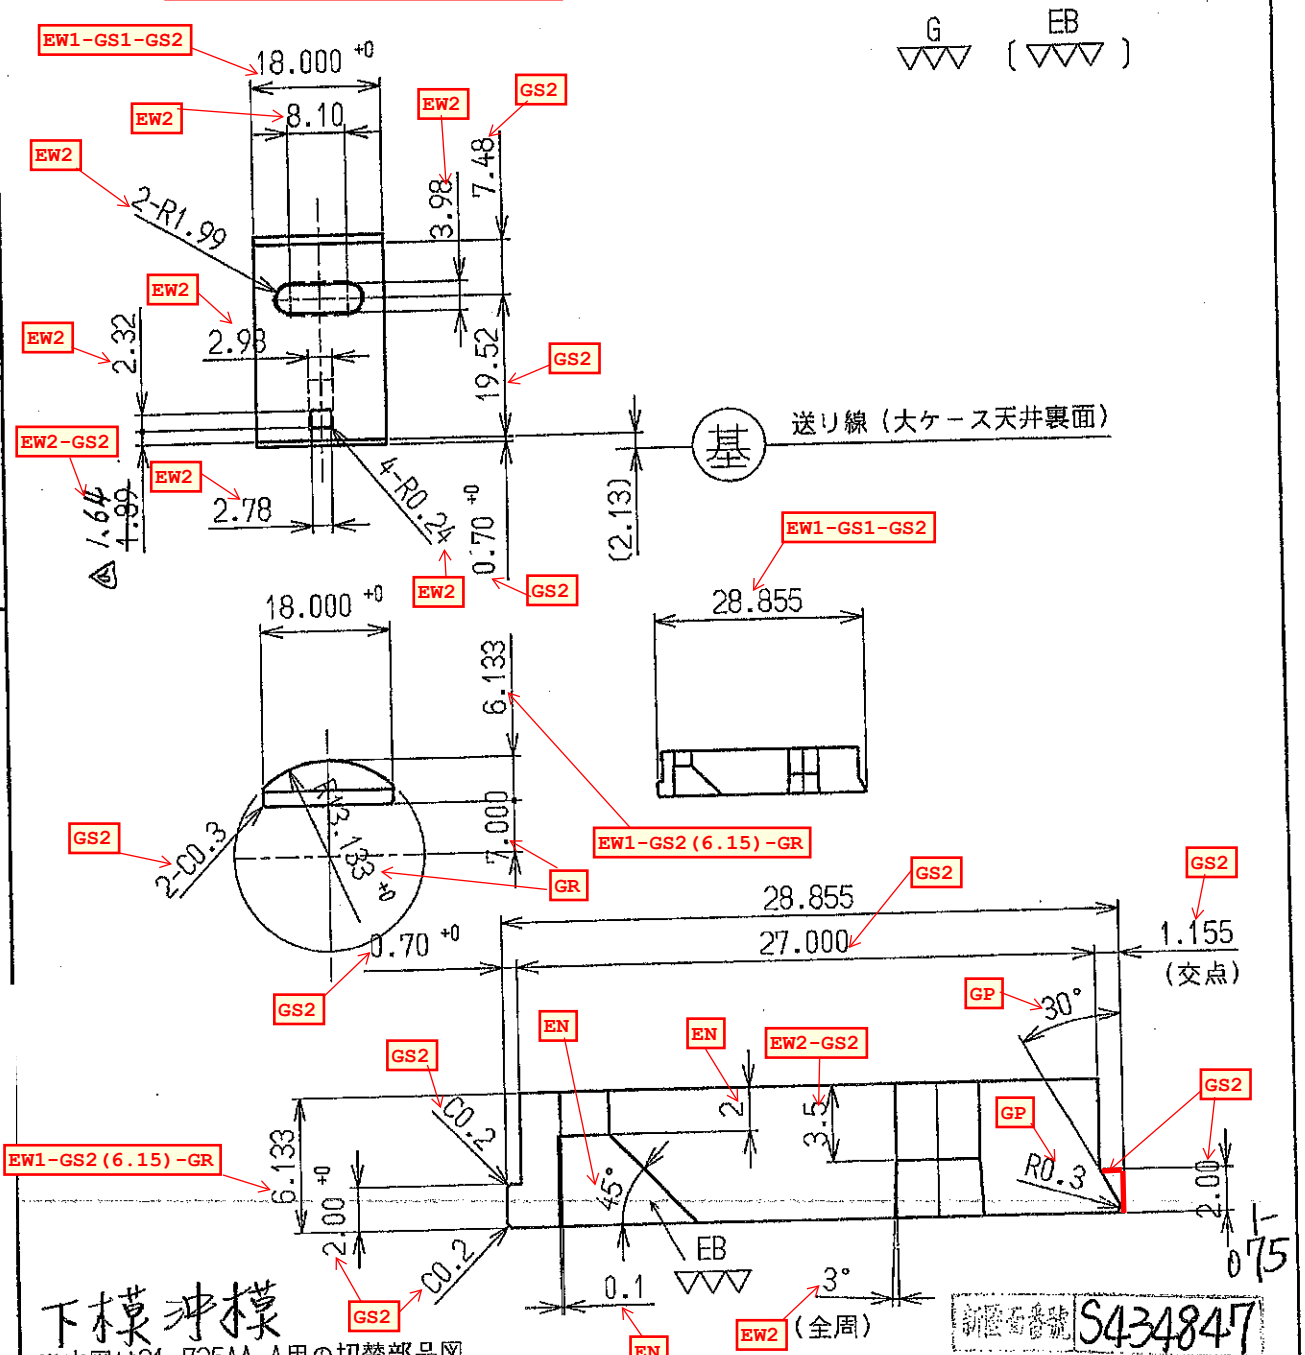 G
EB
EW1-GS1-GS2
18.000 +0
8.10
EW2
EW2
GS2
EW2
2-R1.99
3.98
7.48
EW2
2.98
EW2
2.32
19.52
GS2
送り線（大ケース天井裏面）
基
EW2-GS2
EW2
2.78
1.64
1.89
4-R0.24
EW2
0.70 +0
GS2
(2.13)
EW1-GS1-GS2
28.855
18.000 +0
6.133
7.000
GS2
2-C0.3
R13.133 +0
GR
EW1-GS2(6.15)-GR
GS2
GS2
28.855
27.000
1.155
(交点)
0.70 +0
GS2
GP
30°
EN
EN
EW2-GS2
GS2
GS2
C0.2
2
3.5
GP
R0.3
2.00
EW1-GS2(6.15)-GR
6.133
2.00 +0
45°
EB
C0.2
GS2
0.1
EN
3°
(全周)
EW2
075
下模沖模
S434847